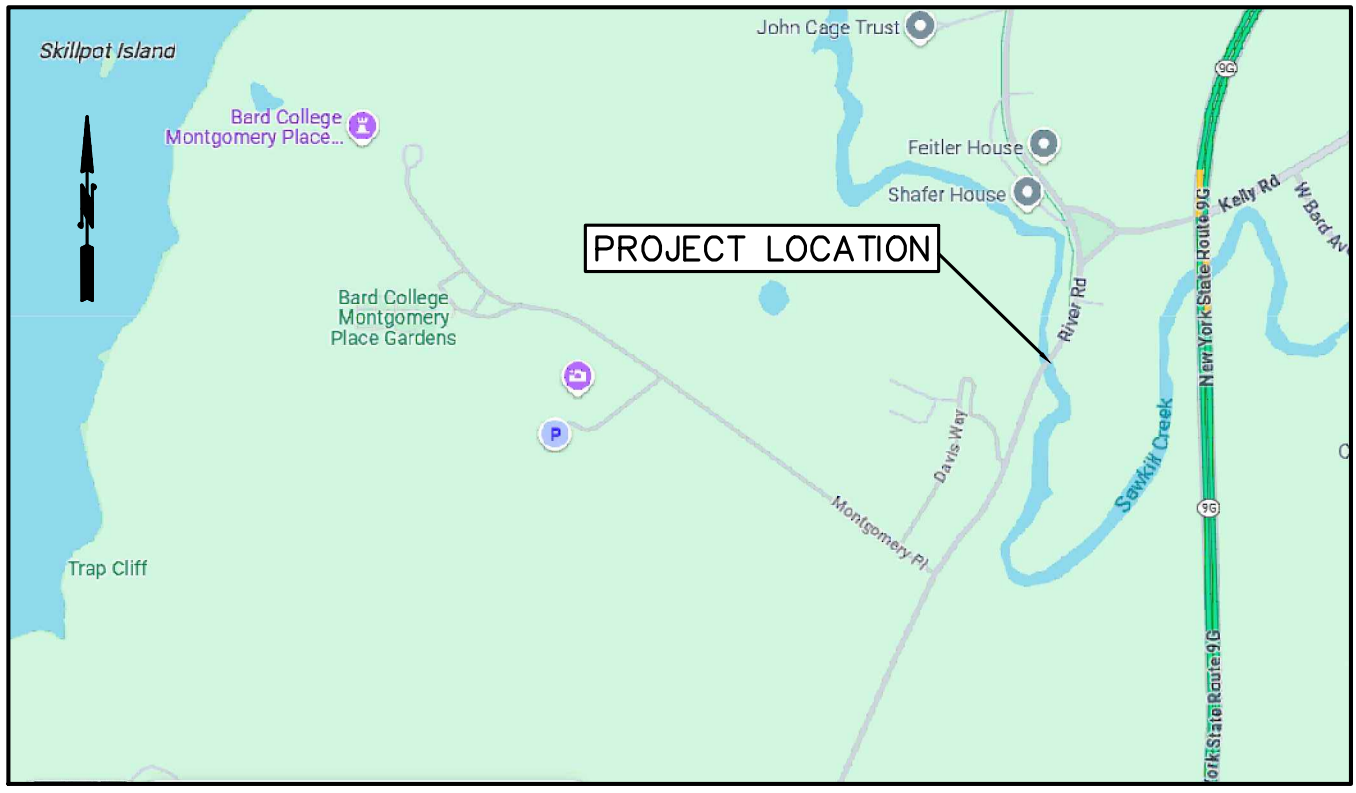 John Cage Trust
Skillpot Island
9G
Bard College
Montgomery Place...
Feitler House
Kelly Rd
W Bard Av
Shafer House
N
PROJECT LOCATION
New York State Route 9G
Bard College
Montgomery
Place Gardens
River Rd
P
Davis Way
Sawkill Creek
C
Montgomery Pl
9G
Trap Cliff
ork State Route 9G